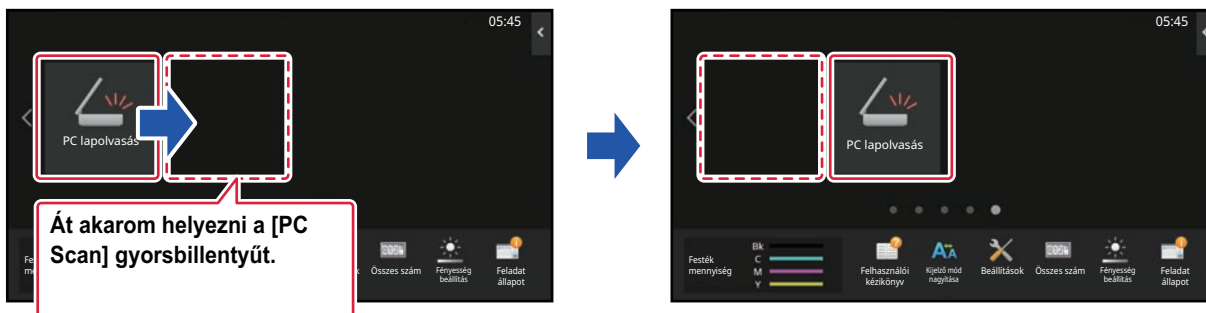 05:45
PC lapolvasás
Át akarom helyezni a [PC
Scan] gyorsbillentyűt.
Összes szám
Fényesség
beállítás
Feladat
állapot
05:45
PC lapolvasás
Festék
mennyiség
Bk
C
M
Y
Felhasználói
kézikönyv
Kijelző mód
nagyítása
Beállítások
Összes szám
Fényesség
beállítás
Feladat
állapot